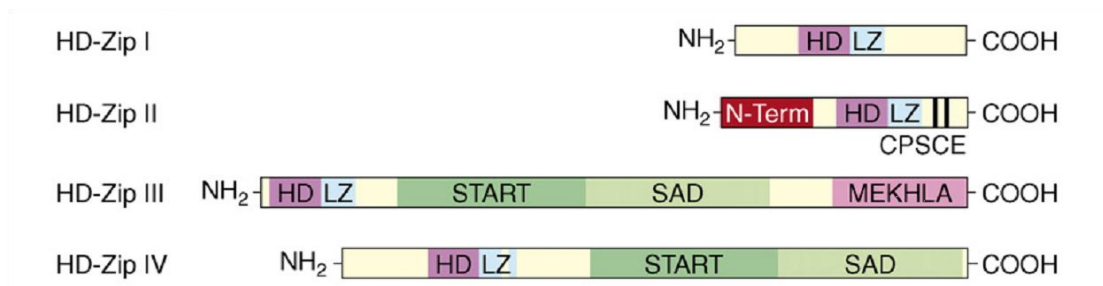 HD-Zip I NH2 HD LZ COOH
HD-Zip II NH2 N-Term HD LZ COOH
CPSCE
HD-Zip III NH2 HD LZ START SAD MEKHLA COOH
HD-Zip IV NH2 HD LZ START SAD COOH